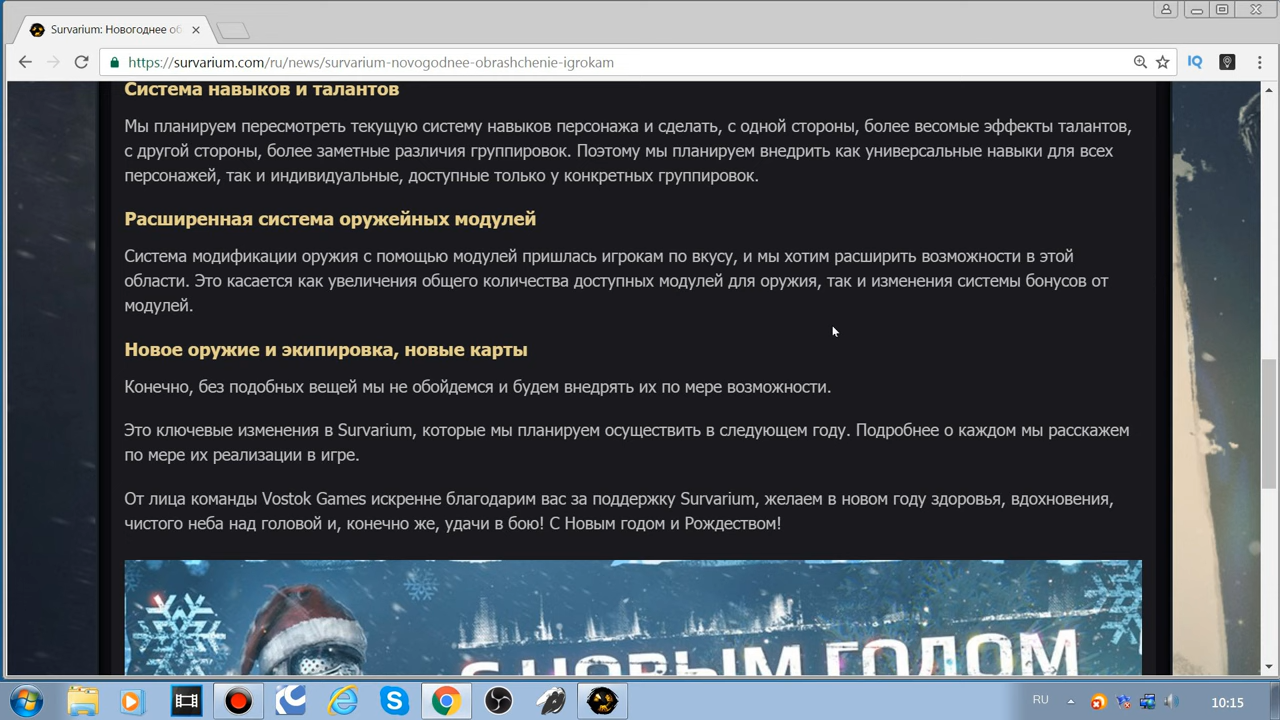 Survarium: Новогоднее об
https://survarium.com/ru/news/survarium-novogodnee-obrashchenie-igrokam
IQ
Система навыков и талантов
Мы планируем пересмотреть текущую систему навыков персонажа и сделать, с одной стороны, более весомые эффекты талантов,
с другой стороны, более заметные различия группировок. Поэтому мы планируем внедрить как универсальные навыки для всех
персонажей, так и индивидуальные, доступные только у конкретных группировок.
Расширенная система оружейных модулей
Система модификации оружия с помощью модулей пришлась игрокам по вкусу, и мы хотим расширить возможности в этой
области. Это касается как увеличения общего количества доступных модулей для оружия, так и изменения системы бонусов от
модулей.
Новое оружие и экипировка, новые карты
Конечно, без подобных вещей мы не обойдемся и будем внедрять их по мере возможности.
Это ключевые изменения в Survarium, которые мы планируем осуществить в следующем году. Подробнее о каждом мы расскажем
по мере их реализации в игре.
От лица команды Vostok Games искренне благодарим вас за поддержку Survarium, желаем в новом году здоровья, вдохновения,
чистого неба над головой и, конечно же, удачи в бою! С Новым годом и Рождеством!
С НОВЫМ ГОДОМ
RU
10:15